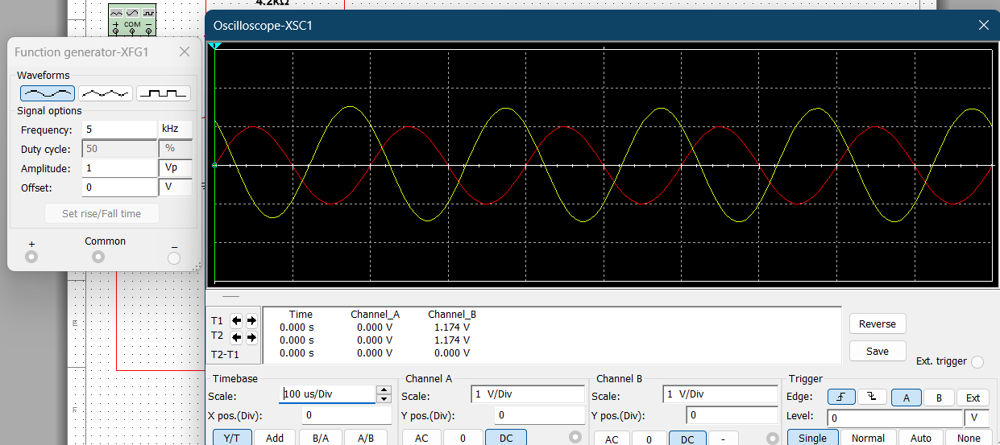 4.2kΩ
COM
Oscilloscope-XSC1
Function generator-XFG1
Waveforms
Signal options
Frequency: 5 kHz
Duty cycle: 50 %
Amplitude: 1 Vp
Offset: 0 V
Set rise/Fall time
+ Common −
Time Channel_A Channel_B
T1 0.000 s 0.000 V 1.174 V
T2 0.000 s 0.000 V 1.174 V
T2-T1 0.000 s 0.000 V 0.000 V
Reverse
Save
Ext. trigger
Timebase
Scale: 100 us/Div
X pos.(Div): 0
Y/T Add B/A A/B
Channel A
Scale: 1 V/Div
Y pos.(Div): 0
AC 0 DC
Channel B
Scale: 1 V/Div
Y pos.(Div): 0
AC 0 DC -
Trigger
Edge: A B Ext
Level: 0 V
Single Normal Auto None
E
F